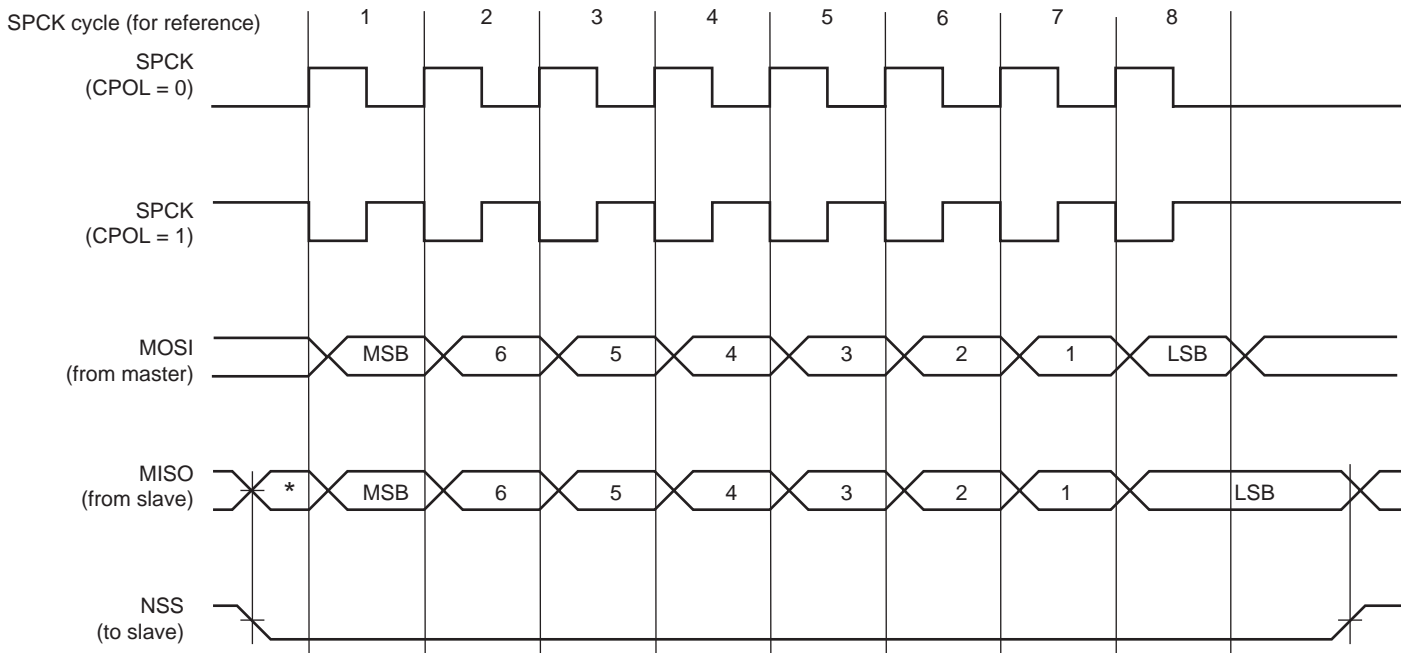 SPCK cycle (for reference) 1 2 3 4 5 6 7 8
SPCK
(CPOL = 0)
SPCK
(CPOL = 1)
MOSI
(from master)
MSB 6 5 4 3 2 1 LSB
MISO
(from slave)
* MSB 6 5 4 3 2 1 LSB
NSS
(to slave)